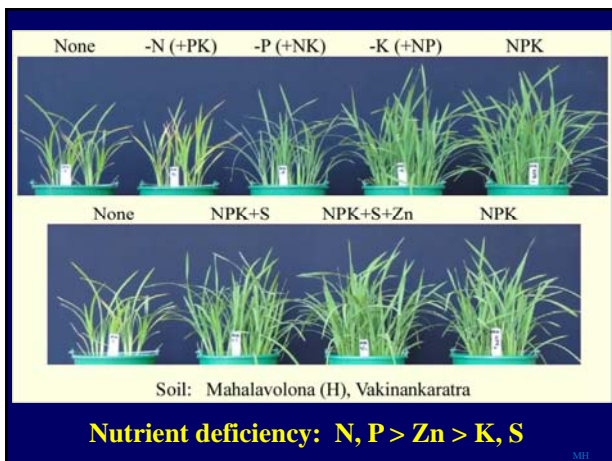 None -N (+PK) -P (+NK) -K (+NP) NPK
None NPK+S NPK+S+Zn NPK
Soil: Mahalavolona (H), Vakinankaratra
Nutrient deficiency: N, P > Zn > K, S
MH